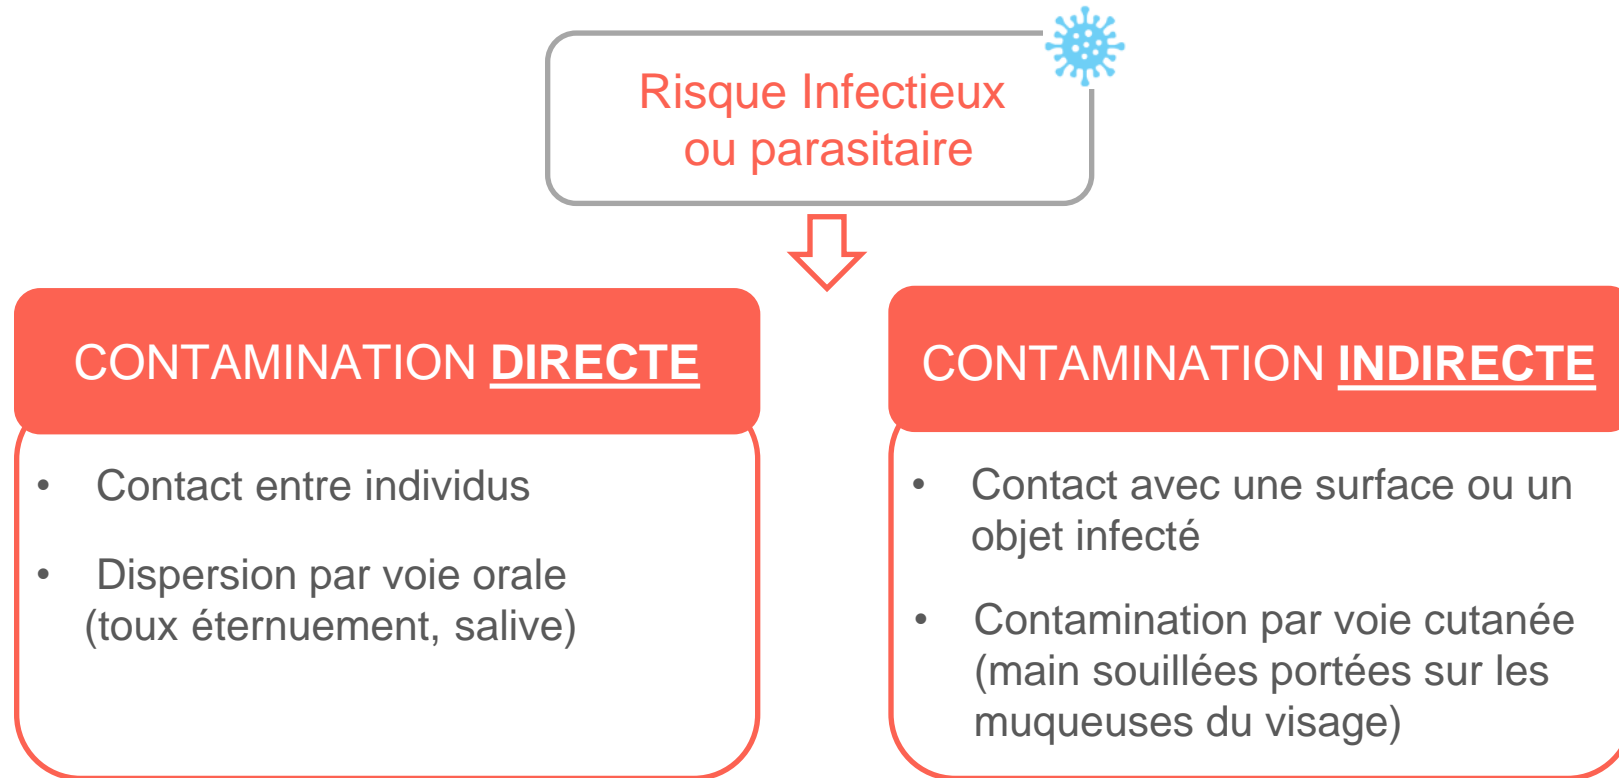 Risque Infectieux
ou parasitaire
CONTAMINATION DIRECTE
• Contact entre individus
• Dispersion par voie orale
(toux éternuement, salive)
CONTAMINATION INDIRECTE
• Contact avec une surface ou un
objet infecté
• Contamination par voie cutanée
(main souillées portées sur les
muqueuses du visage)